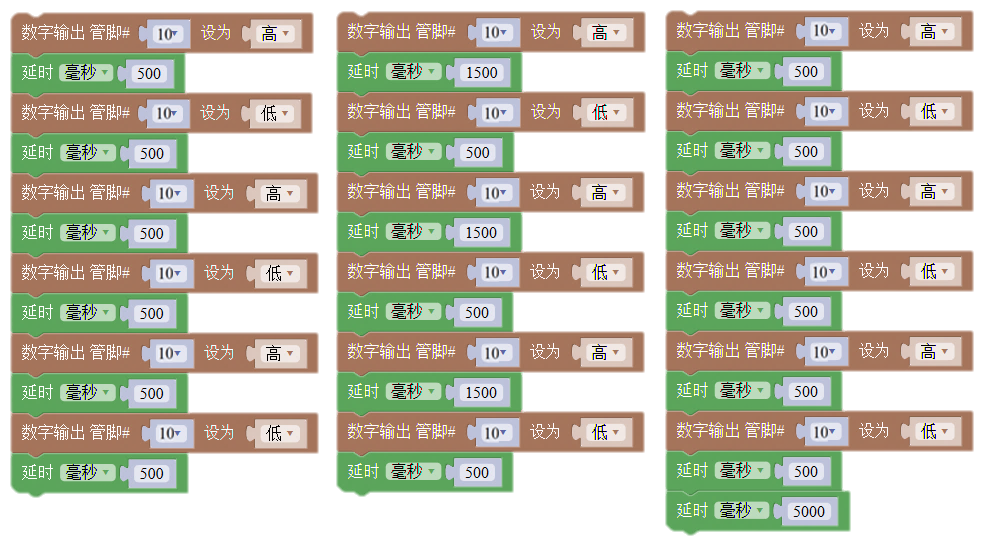 数字输出 管脚# 10 设为 高
延时 毫秒 500
数字输出 管脚# 10 设为 低
延时 毫秒 500
数字输出 管脚# 10 设为 高
延时 毫秒 500
数字输出 管脚# 10 设为 低
延时 毫秒 500
数字输出 管脚# 10 设为 高
延时 毫秒 500
数字输出 管脚# 10 设为 低
延时 毫秒 500
数字输出 管脚# 10 设为 高
延时 毫秒 1500
数字输出 管脚# 10 设为 低
延时 毫秒 500
数字输出 管脚# 10 设为 高
延时 毫秒 1500
数字输出 管脚# 10 设为 低
延时 毫秒 500
数字输出 管脚# 10 设为 高
延时 毫秒 1500
数字输出 管脚# 10 设为 低
延时 毫秒 500
数字输出 管脚# 10 设为 高
延时 毫秒 500
数字输出 管脚# 10 设为 低
延时 毫秒 500
数字输出 管脚# 10 设为 高
延时 毫秒 500
数字输出 管脚# 10 设为 低
延时 毫秒 500
数字输出 管脚# 10 设为 高
延时 毫秒 500
数字输出 管脚# 10 设为 低
延时 毫秒 500
延时 毫秒 5000